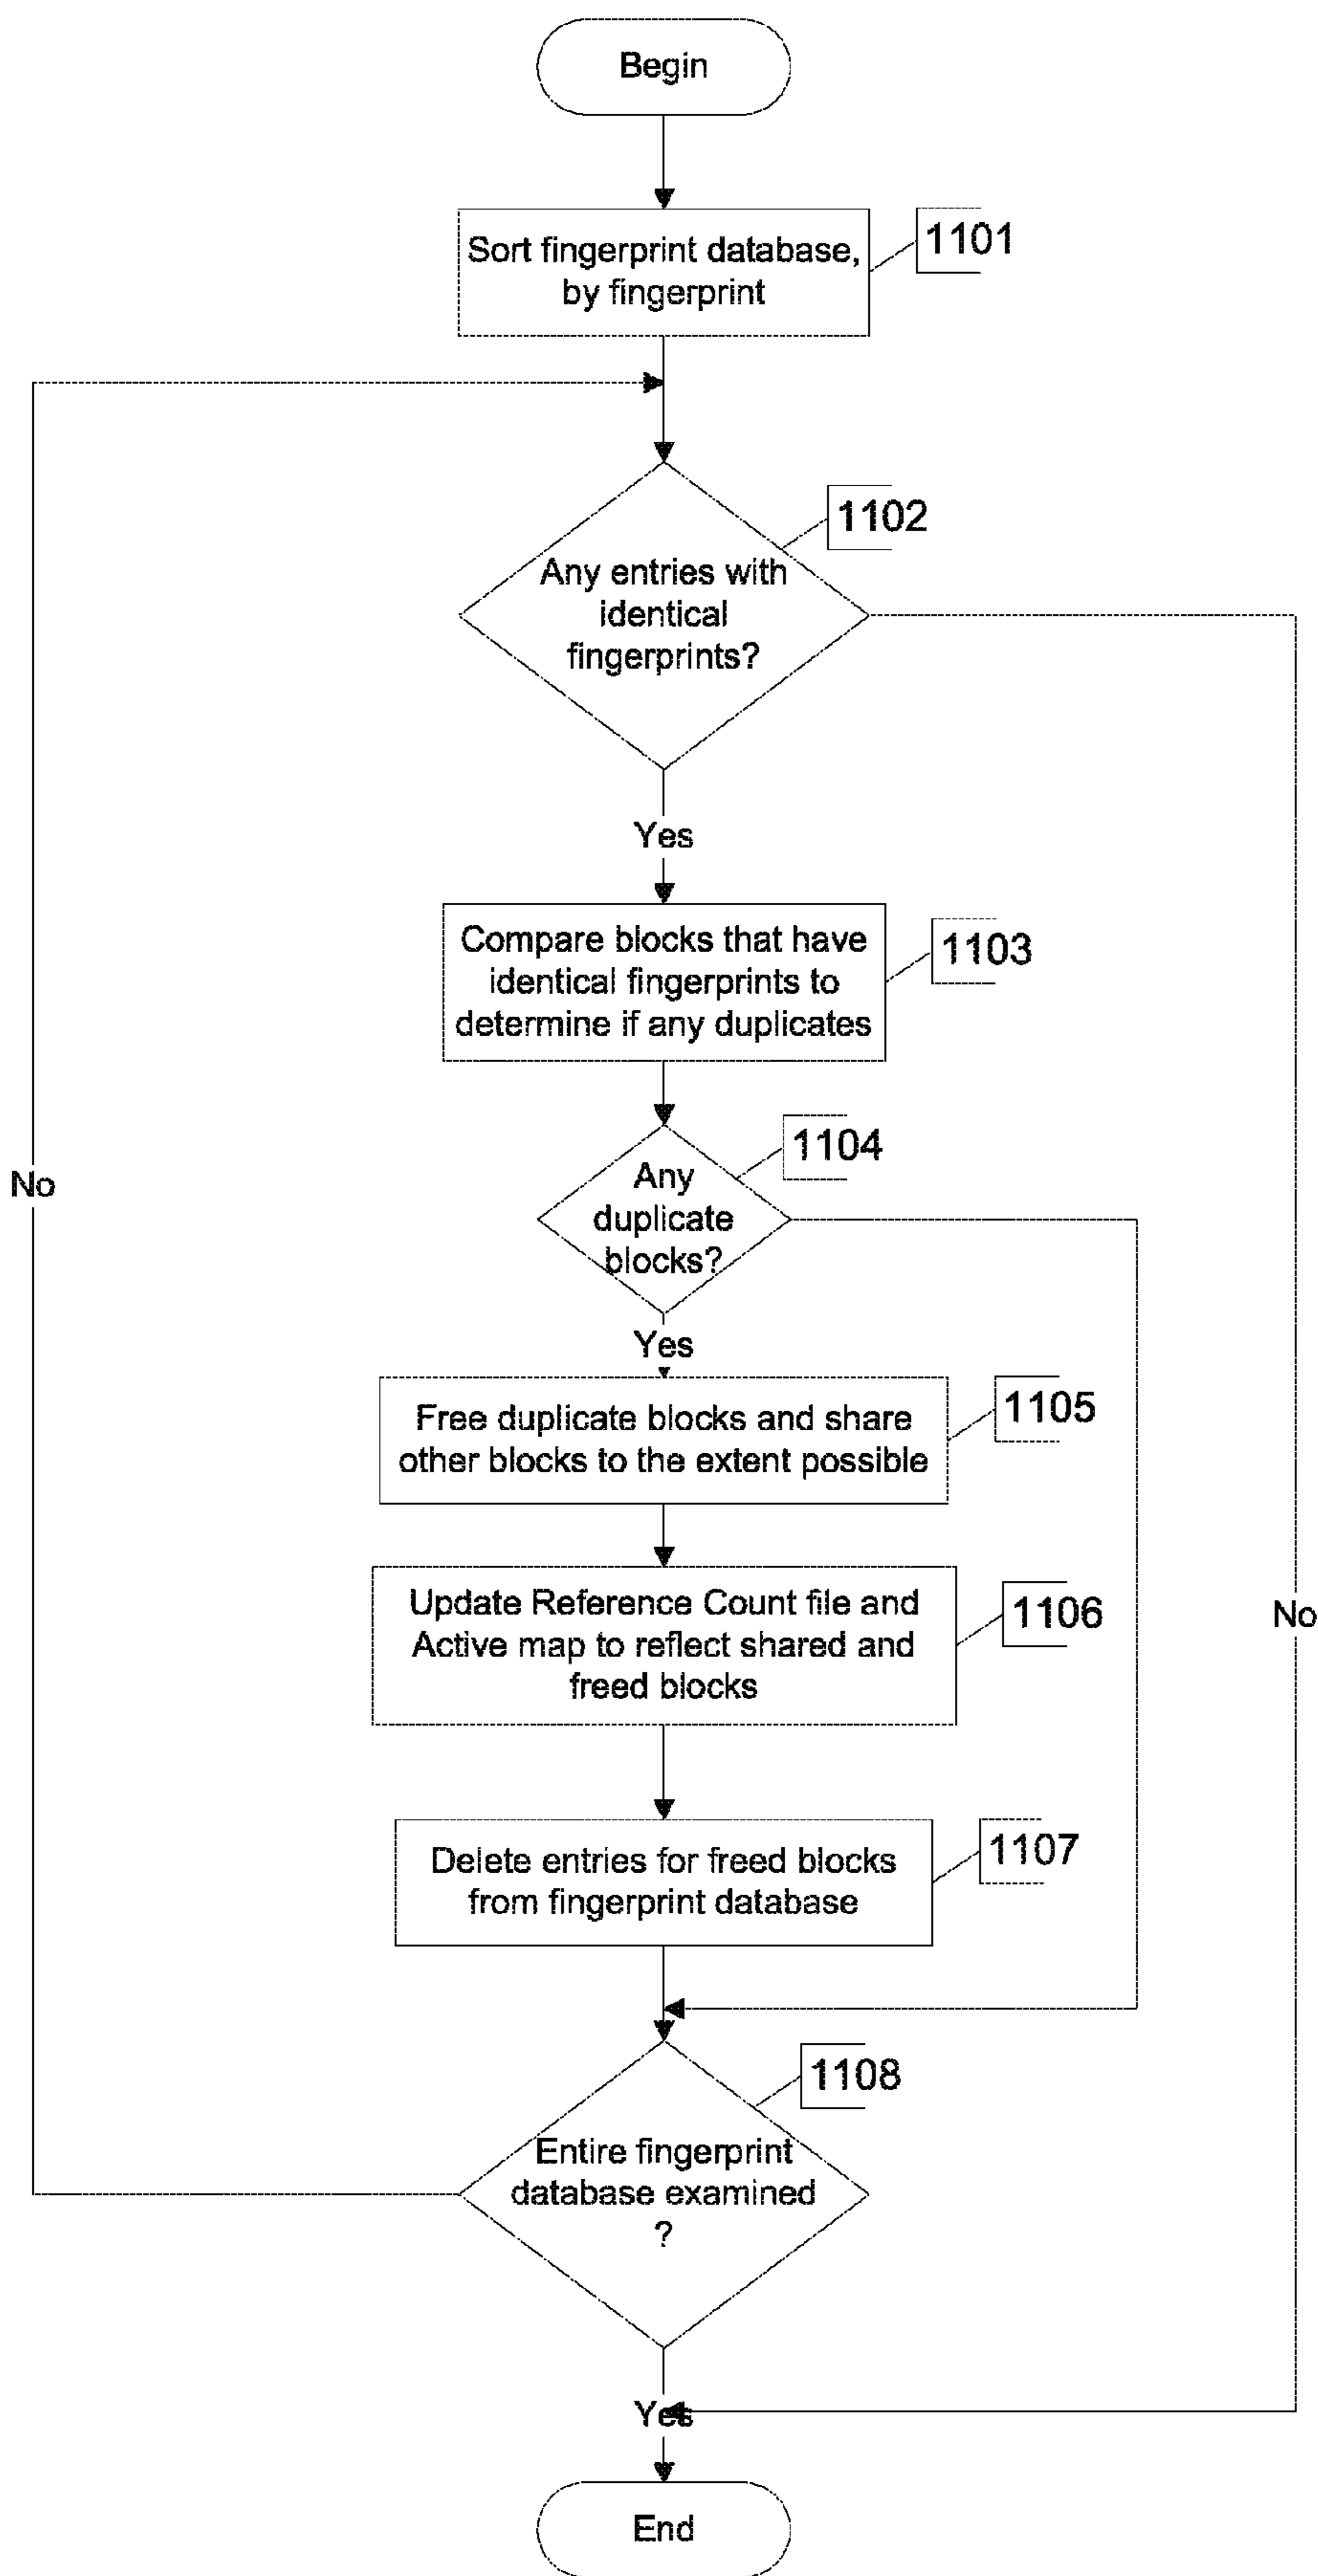 Begin
Sort fingerprint database,
by fingerprint
1101
1102
Any entries with
identical
fingerprints?
Yes
Compare blocks that have
identical fingerprints to
determine if any duplicates
1103
1104
Any
duplicate
blocks?
No
Yes
Free duplicate blocks and share
other blocks to the extent possible
1105
Update Reference Count file and
Active map to reflect shared and
freed blocks
1106
No
Delete entries for freed blocks
from fingerprint database
1107
1108
Entire fingerprint
database examined
?
Yes
End